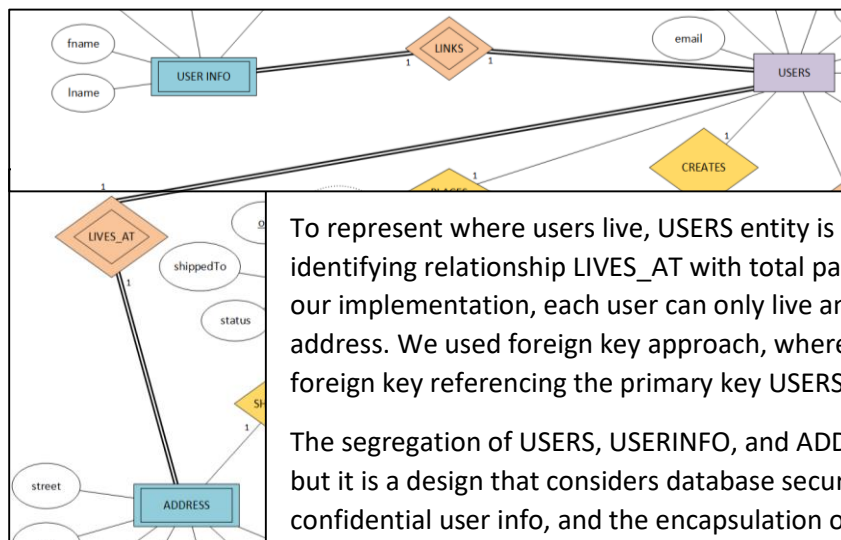 fname
lname
USER INFO
1
LINKS
1
email
USERS
1
1
CREATES
1
LIVES_AT
1
shippedTo
status
1
street
ADDRESS
To represent where users live, USERS entity is
identifying relationship LIVES_AT with total pa
our implementation, each user can only live a
address. We used foreign key approach, where
foreign key referencing the primary key USERS
The segregation of USERS, USERINFO, and ADD
but it is a design that considers database secur
confidential user info, and the encapsulation o